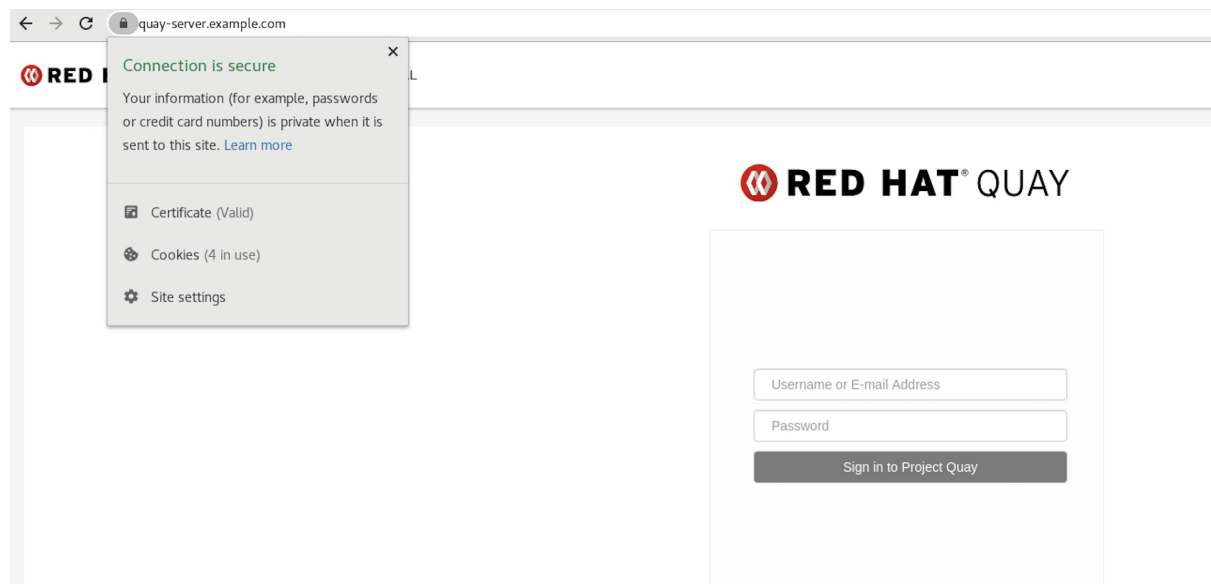 quay-server.example.com
Connection is secure
Your information (for example, passwords
or credit card numbers) is private when it is
sent to this site. Learn more
Certificate (Valid)
Cookies (4 in use)
Site settings
RED
RED HAT® QUAY
Username or E-mail Address
Password
Sign in to Project Quay